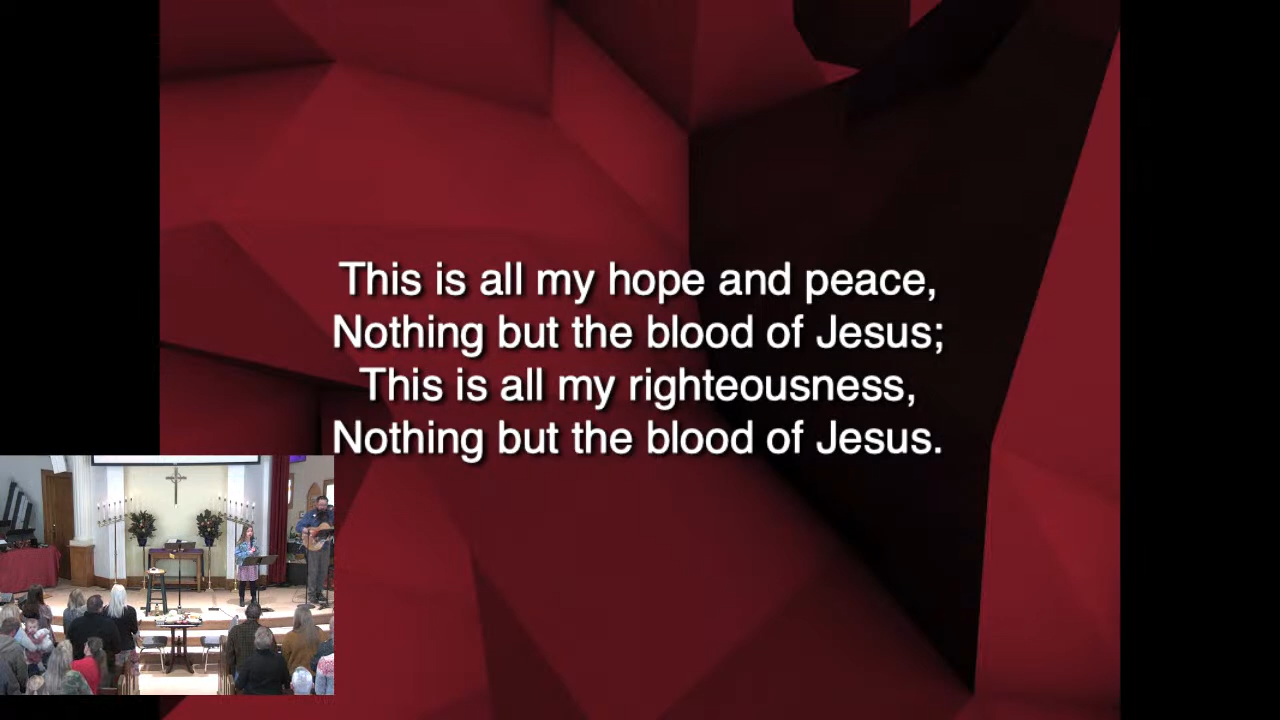 This is all my hope and peace,
Nothing but the blood of Jesus;
This is all my righteousness,
Nothing but the blood of Jesus.